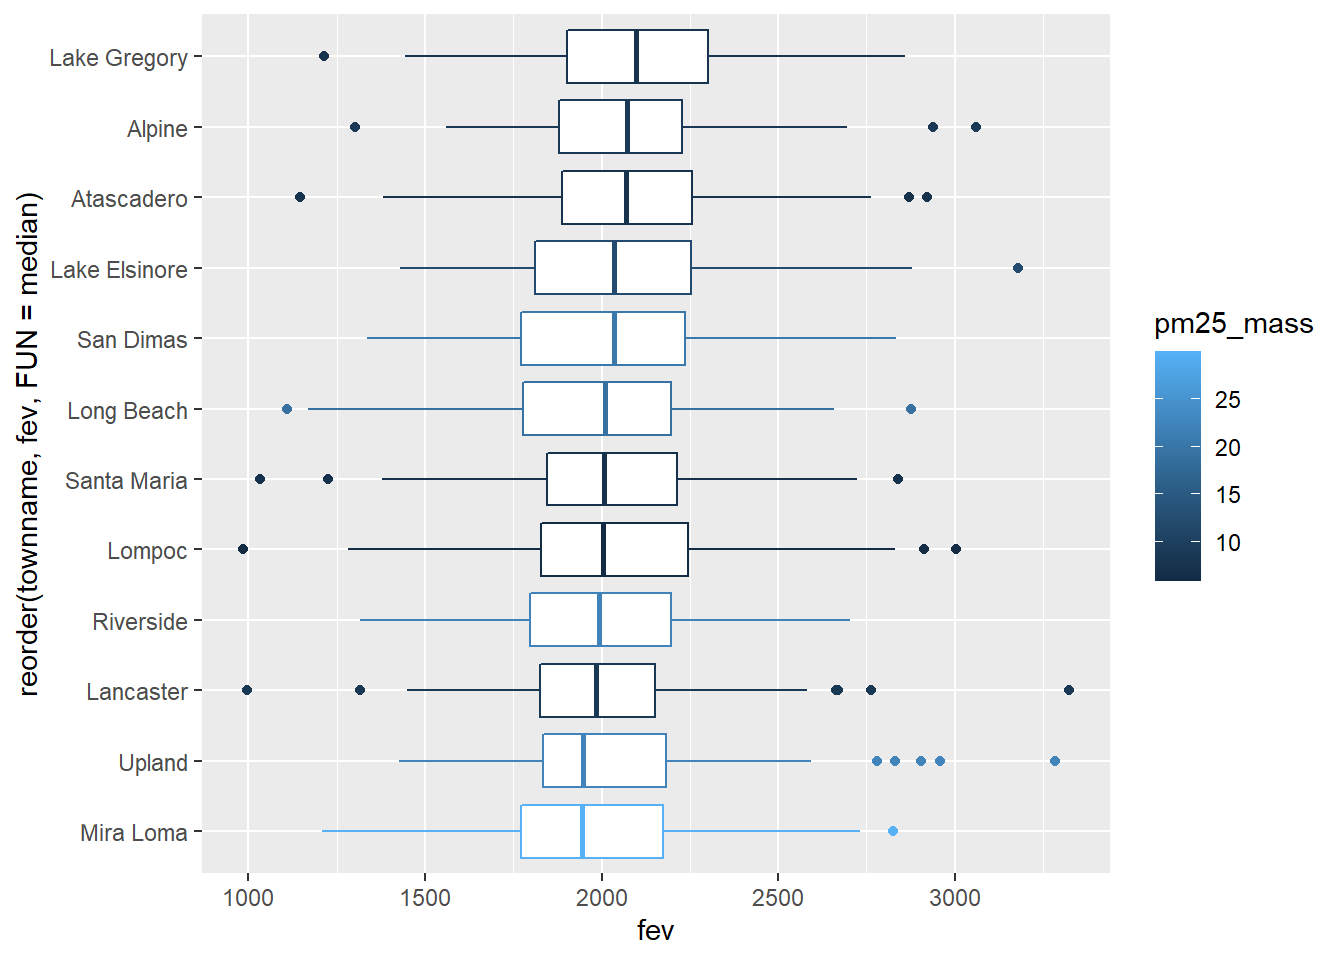 reorder(townname, fev, FUN = median)
Lake Gregory
Alpine
Atascadero
Lake Elsinore
San Dimas
Long Beach
Santa Maria
Lompoc
Riverside
Lancaster
Upland
Mira Loma
1000 1500 2000 2500 3000
fev
pm25_mass
25
20
15
10